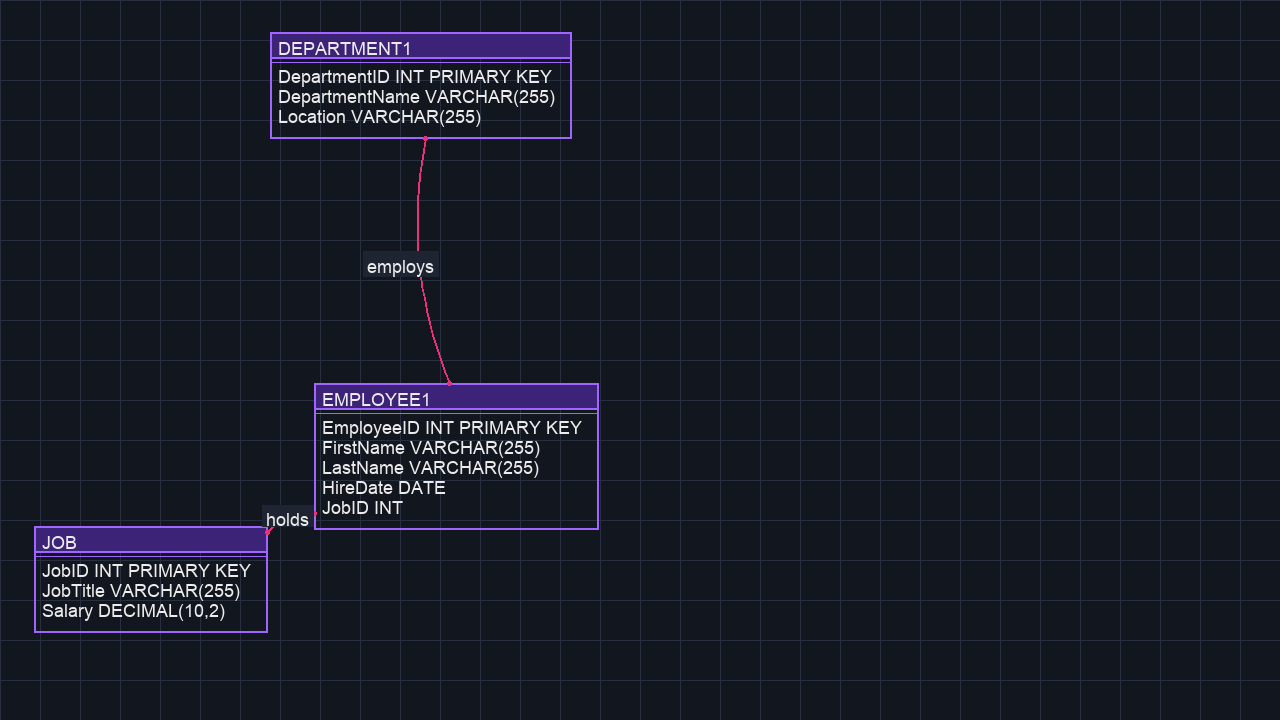 DEPARTMENT1
DepartmentID INT PRIMARY KEY
DepartmentName VARCHAR(255)
Location VARCHAR(255)
employs
EMPLOYEE1
EmployeeID INT PRIMARY KEY
FirstName VARCHAR(255)
LastName VARCHAR(255)
HireDate DATE
JobID INT
holds
JOB
JobID INT PRIMARY KEY
JobTitle VARCHAR(255)
Salary DECIMAL(10,2)